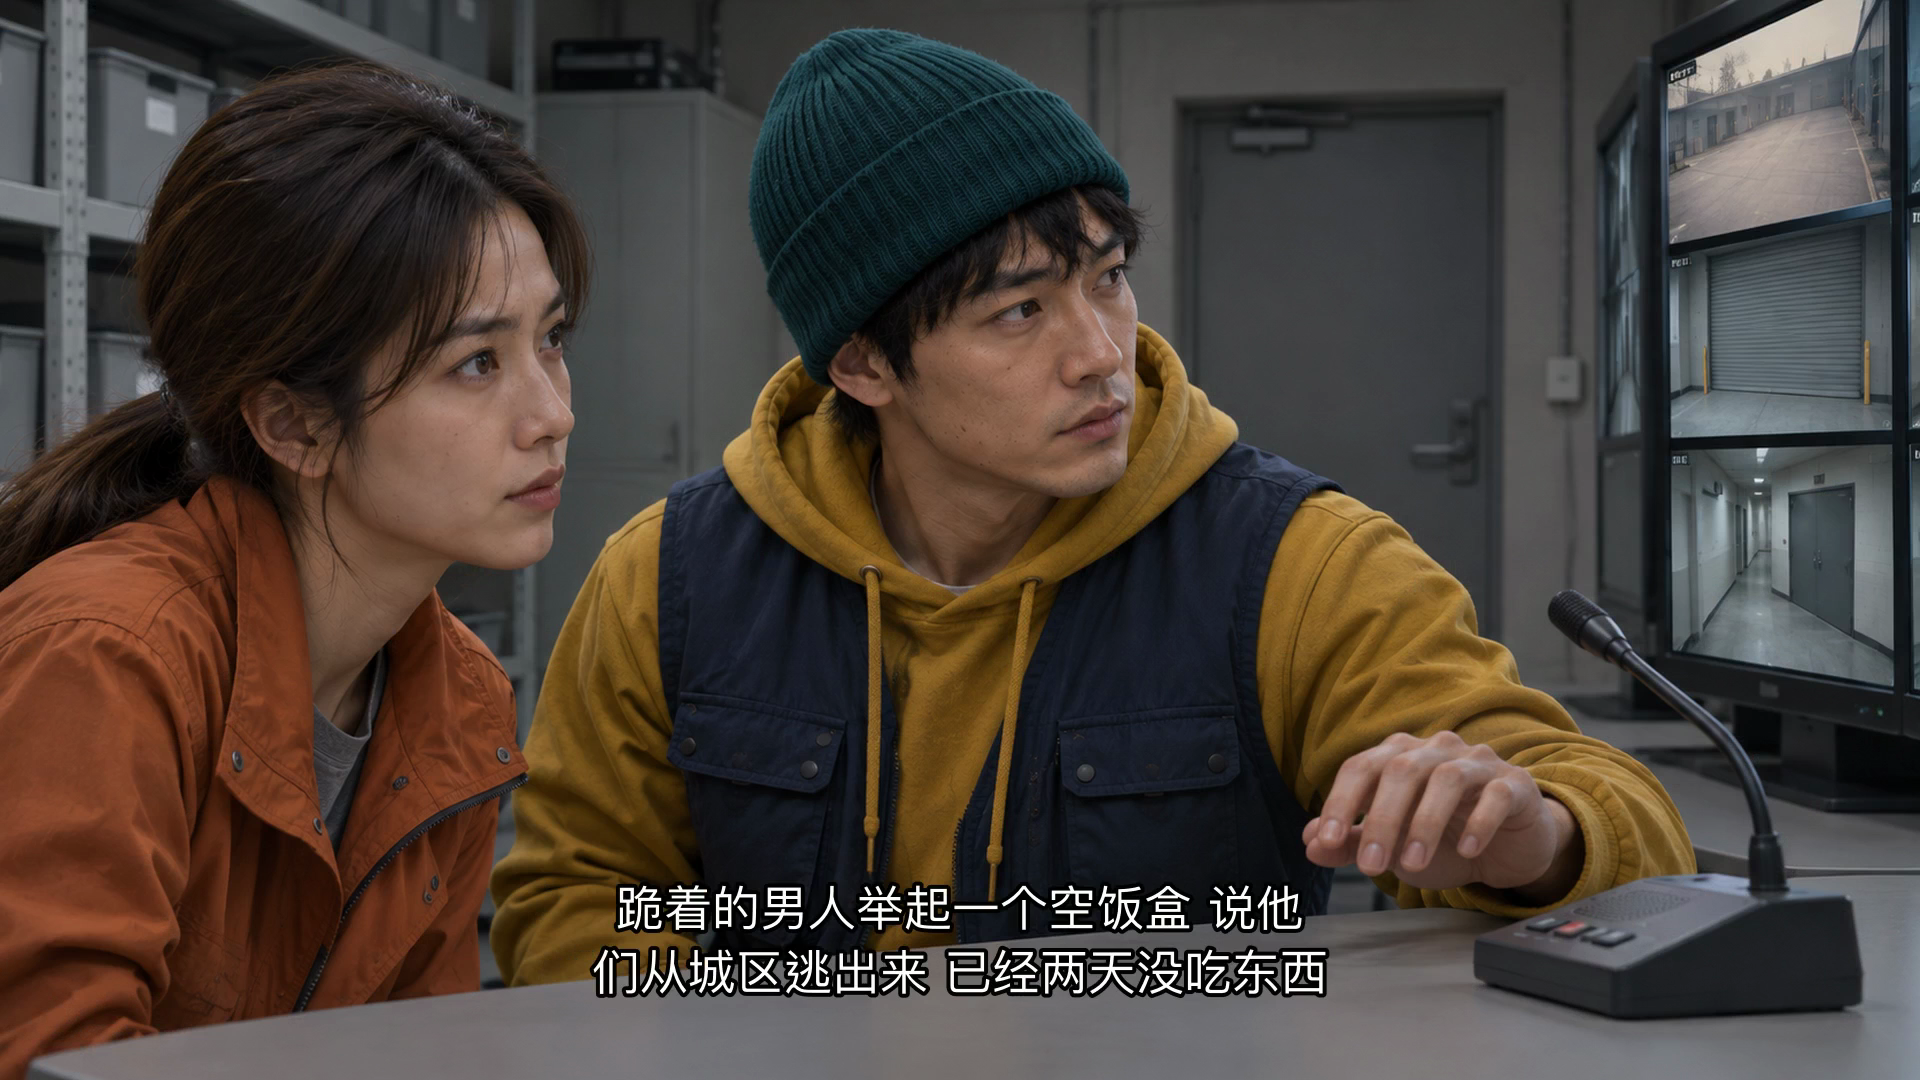 跪着的男人举起一个空饭盒 说他
们从城区逃出来 已经两天没吃东西